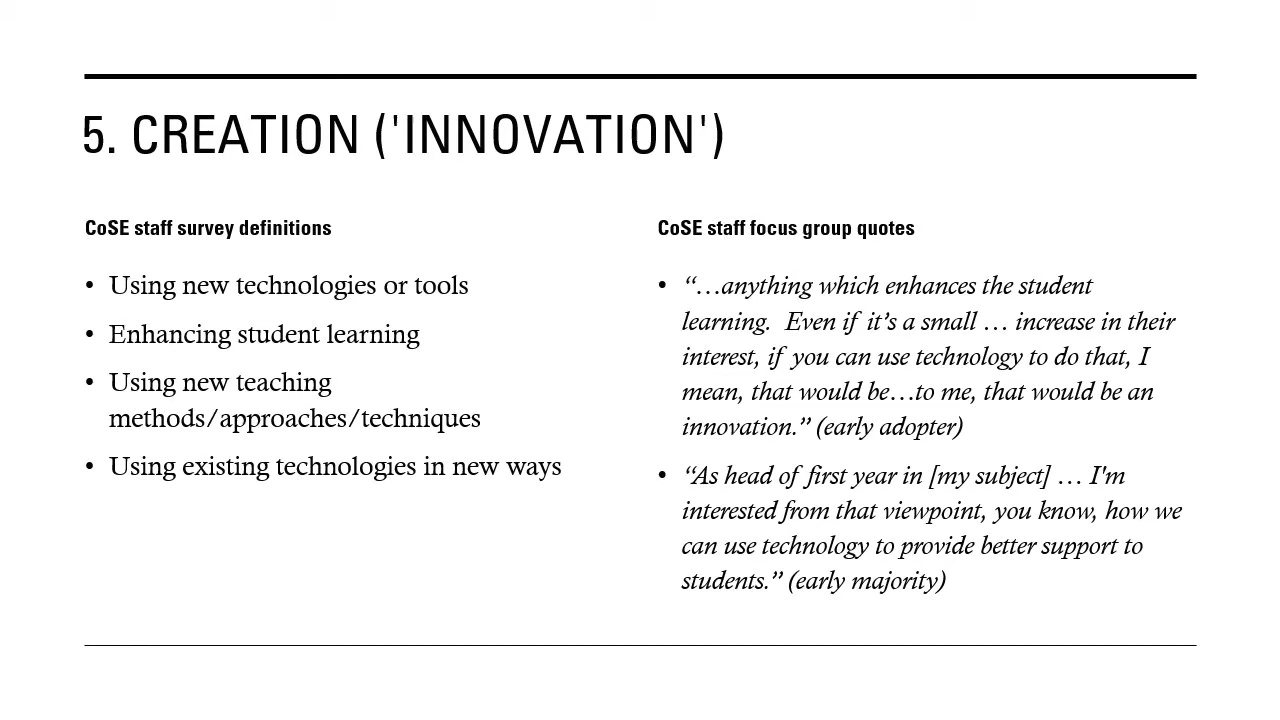 5. CREATION ('INNOVATION')
CoSE staff survey definitions
• Using new technologies or tools
• Enhancing student learning
• Using new teaching
methods/approaches/techniques
• Using existing technologies in new ways
CoSE staff focus group quotes
• “…anything which enhances the student
learning.  Even if it’s a small … increase in their
interest, if you can use technology to do that, I
mean, that would be…to me, that would be an
innovation.” (early adopter)
• “As head of first year in [my subject] … I'm
interested from that viewpoint, you know, how we
can use technology to provide better support to
students.” (early majority)